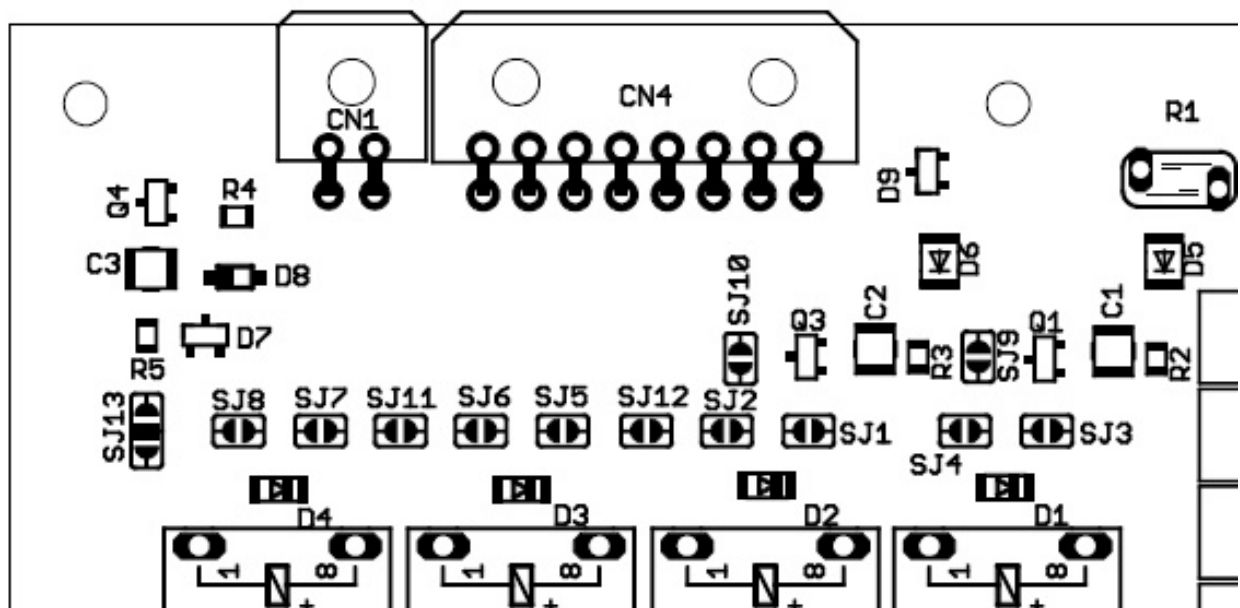 CN4
R1
CN1
D9
Q4
R4
C3
D8
D6
D5
SJ10
C2
C1
Q3
Q1
D7
R5
R3
SJ9
R2
SJ13
SJ8
SJ7
SJ11
SJ6
SJ5
SJ12
SJ2
SJ1
SJ4
SJ3
D4
D3
D2
D1
1
8
1
8
1
8
1
8
+
+
+
+